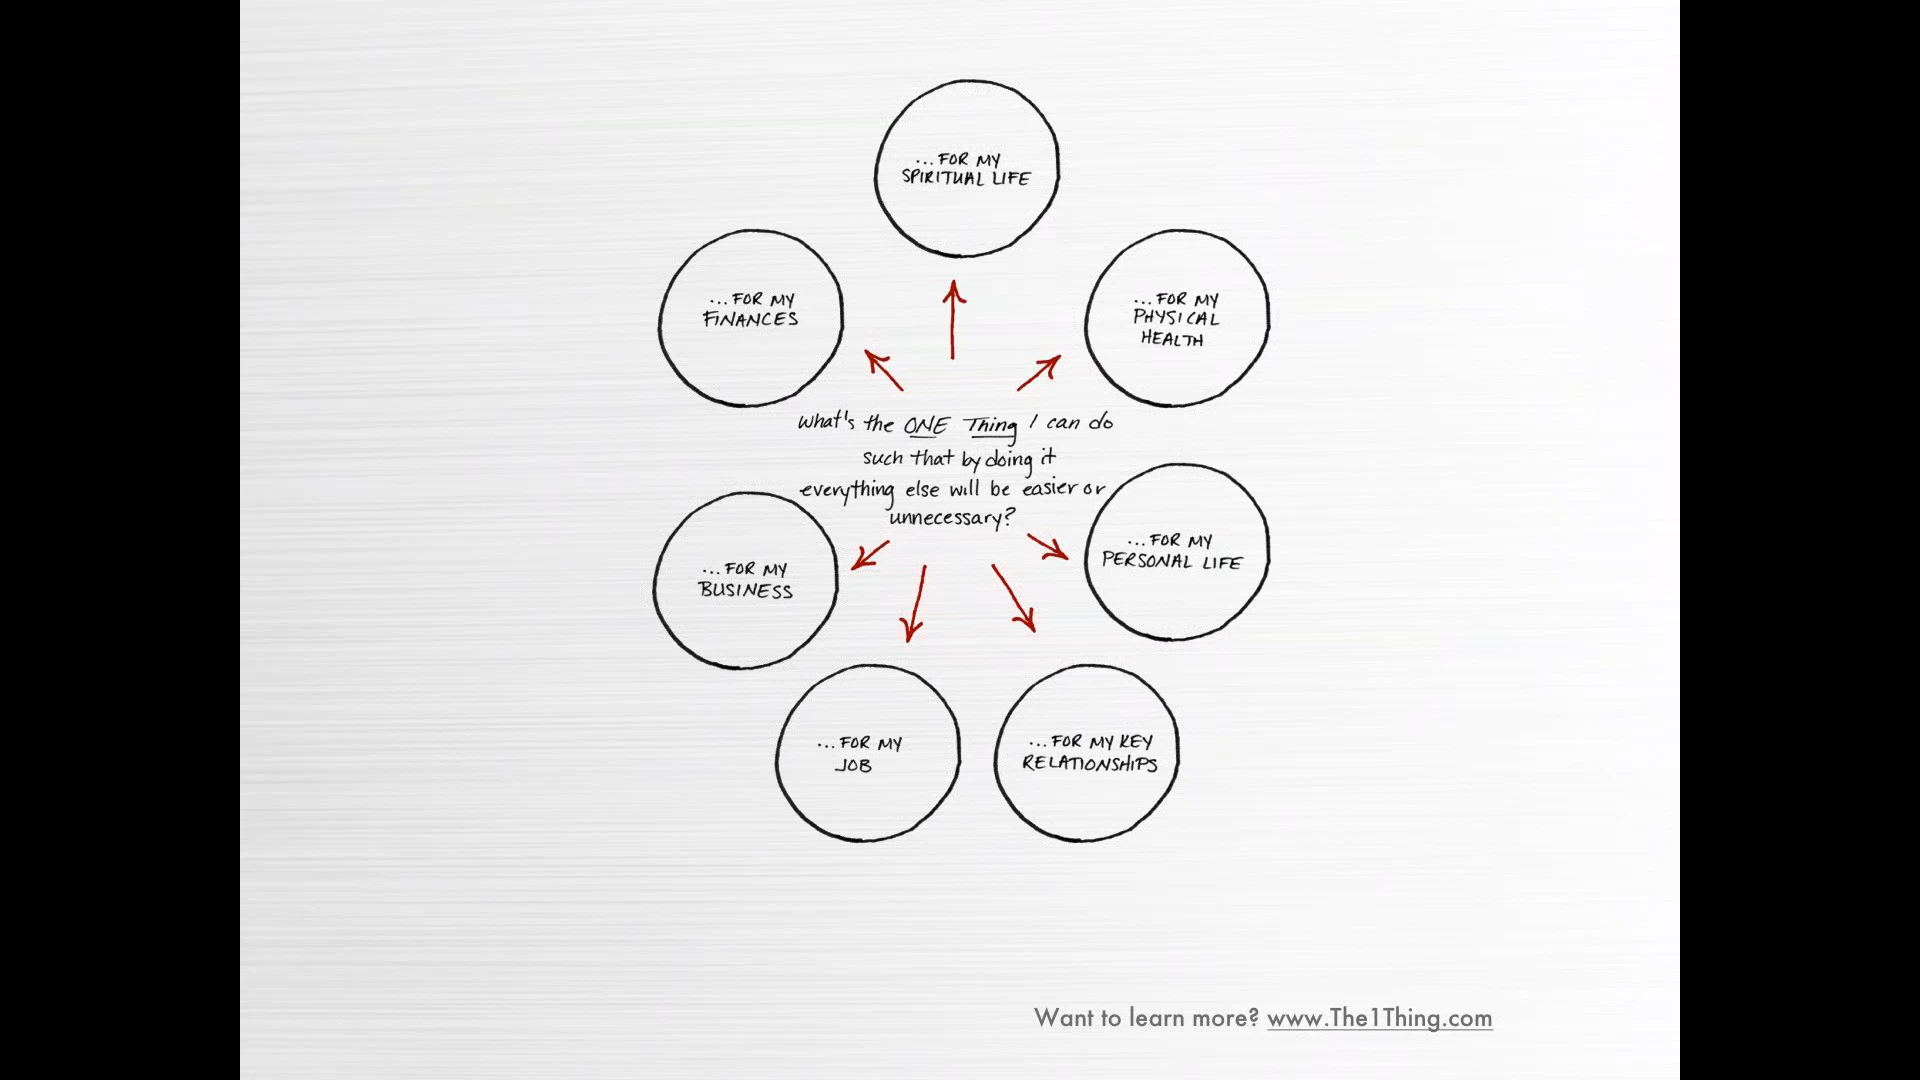 ...FOR MY
SPIRITUAL LIFE
...FOR MY
FINANCES
...FOR MY
PHYSICAL
HEALTH
What's the ONE Thing I can do
such that by doing it
everything else will be easier or
unnecessary?
...FOR MY
BUSINESS
...FOR MY
PERSONAL LIFE
...FOR MY
JOB
...FOR MY KEY
RELATIONSHIPS
Want to learn more? www.The1Thing.com